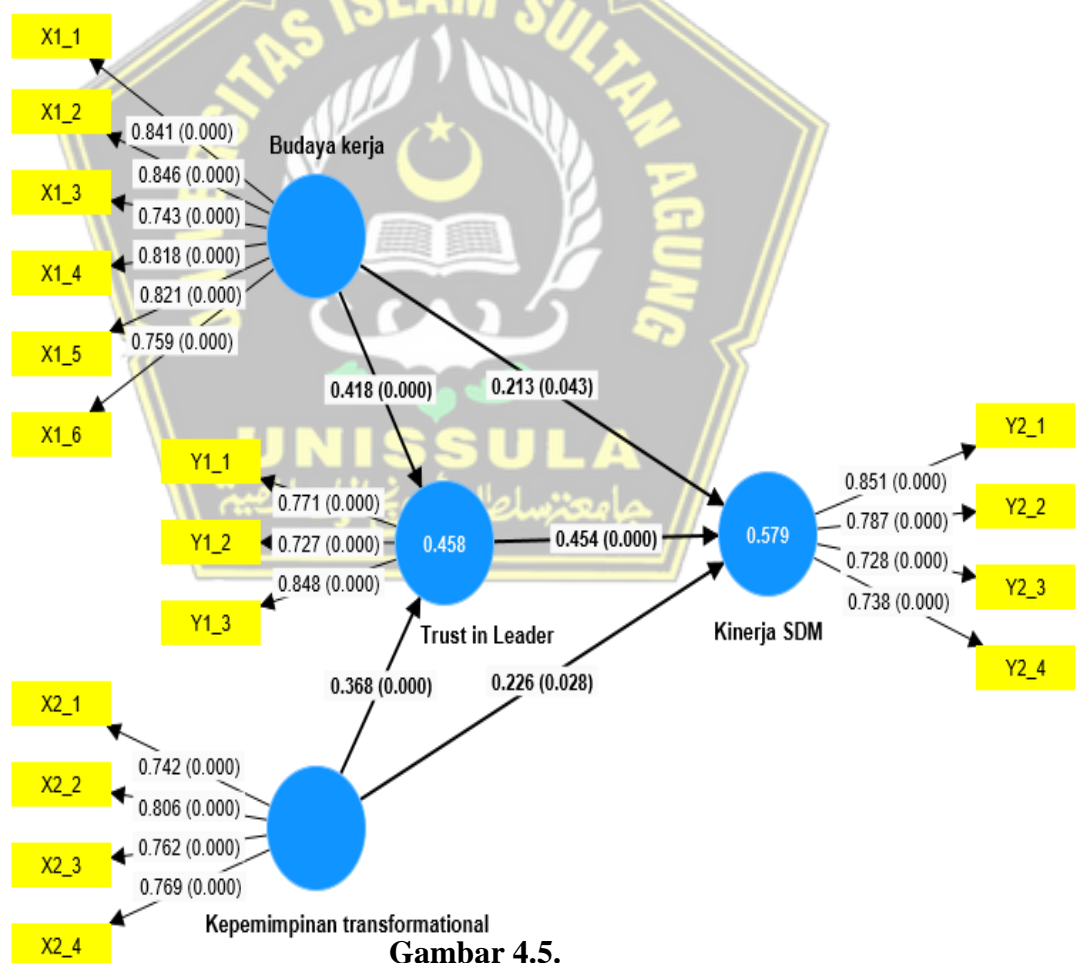 X1_1
X1_2
X1_3
X1_4
X1_5
X1_6
0.841 (0.000)
0.846 (0.000)
0.743 (0.000)
0.818 (0.000)
0.821 (0.000)
0.759 (0.000)
Budaya kerja
0.418 (0.000)
0.213 (0.043)
UNISSULA
Y1_1
Y1_2
Y1_3
0.771 (0.000)
0.727 (0.000)
0.848 (0.000)
0.458
Trust in Leader
0.454 (0.000)
0.579
Kinerja SDM
0.851 (0.000)
0.787 (0.000)
0.728 (0.000)
0.738 (0.000)
Y2_1
Y2_2
Y2_3
Y2_4
0.368 (0.000)
0.226 (0.028)
X2_1
X2_2
X2_3
X2_4
0.742 (0.000)
0.806 (0.000)
0.762 (0.000)
0.769 (0.000)
Kepemimpinan transformational
Gambar 4.5.
ISLAM SULTAN AGUNG